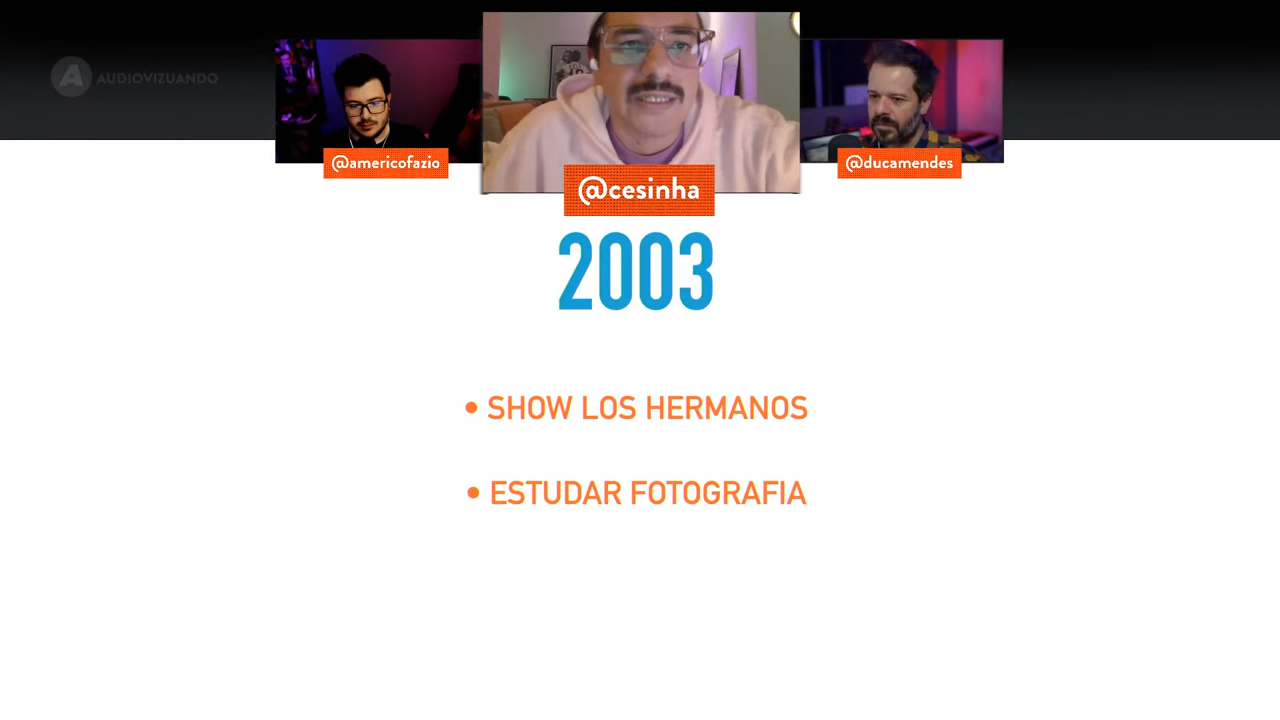 AUDIOVIZUANDO
@americofazio
@cesinha
@ducamendes
2003
• SHOW LOS HERMANOS
• ESTUDAR FOTOGRAFIA